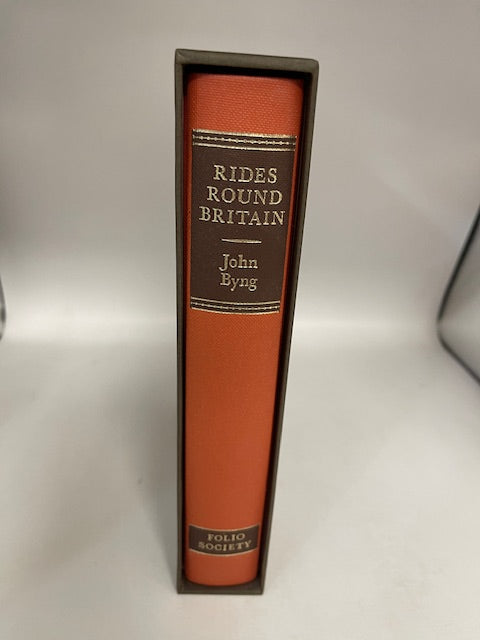 RIDES
ROUND
BRITAIN
John
Byng
FOLIO
SOCIETY